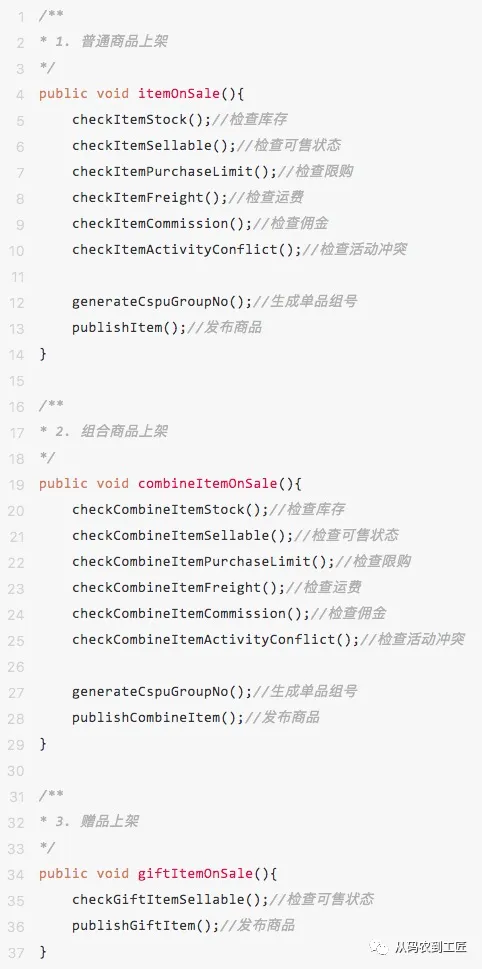 1 /**
2 * 1. 普通商品上架
3 */
4 public void itemOnSale(){
5 checkItemStock();//检查库存
6 checkItemSellable();//检查可售状态
7 checkItemPurchaseLimit();//检查限购
8 checkItemFreight();//检查运费
9 checkItemCommission();//检查佣金
10 checkItemActivityConflict();//检查活动冲突
11
12 generateCspuGroupNo();//生成单品组号
13 publishItem();//发布商品
14 }
15
16 /**
17 * 2. 组合商品上架
18 */
19 public void combineItemOnSale(){
20 checkCombineItemStock();//检查库存
21 checkCombineItemSellable();//检查可售状态
22 checkCombineItemPurchaseLimit();//检查限购
23 checkCombineItemFreight();//检查运费
24 checkCombineItemCommission();//检查佣金
25 checkCombineItemActivityConflict();//检查活动冲突
26
27 generateCspuGroupNo();//生成单品组号
28 publishCombineItem();//发布商品
29 }
30
31 /**
32 * 3. 赠品上架
33 */
34 public void giftItemOnSale(){
35 checkGiftItemSellable();//检查可售状态
36 publishGiftItem();//发布商品
37 }
从码农到工匠